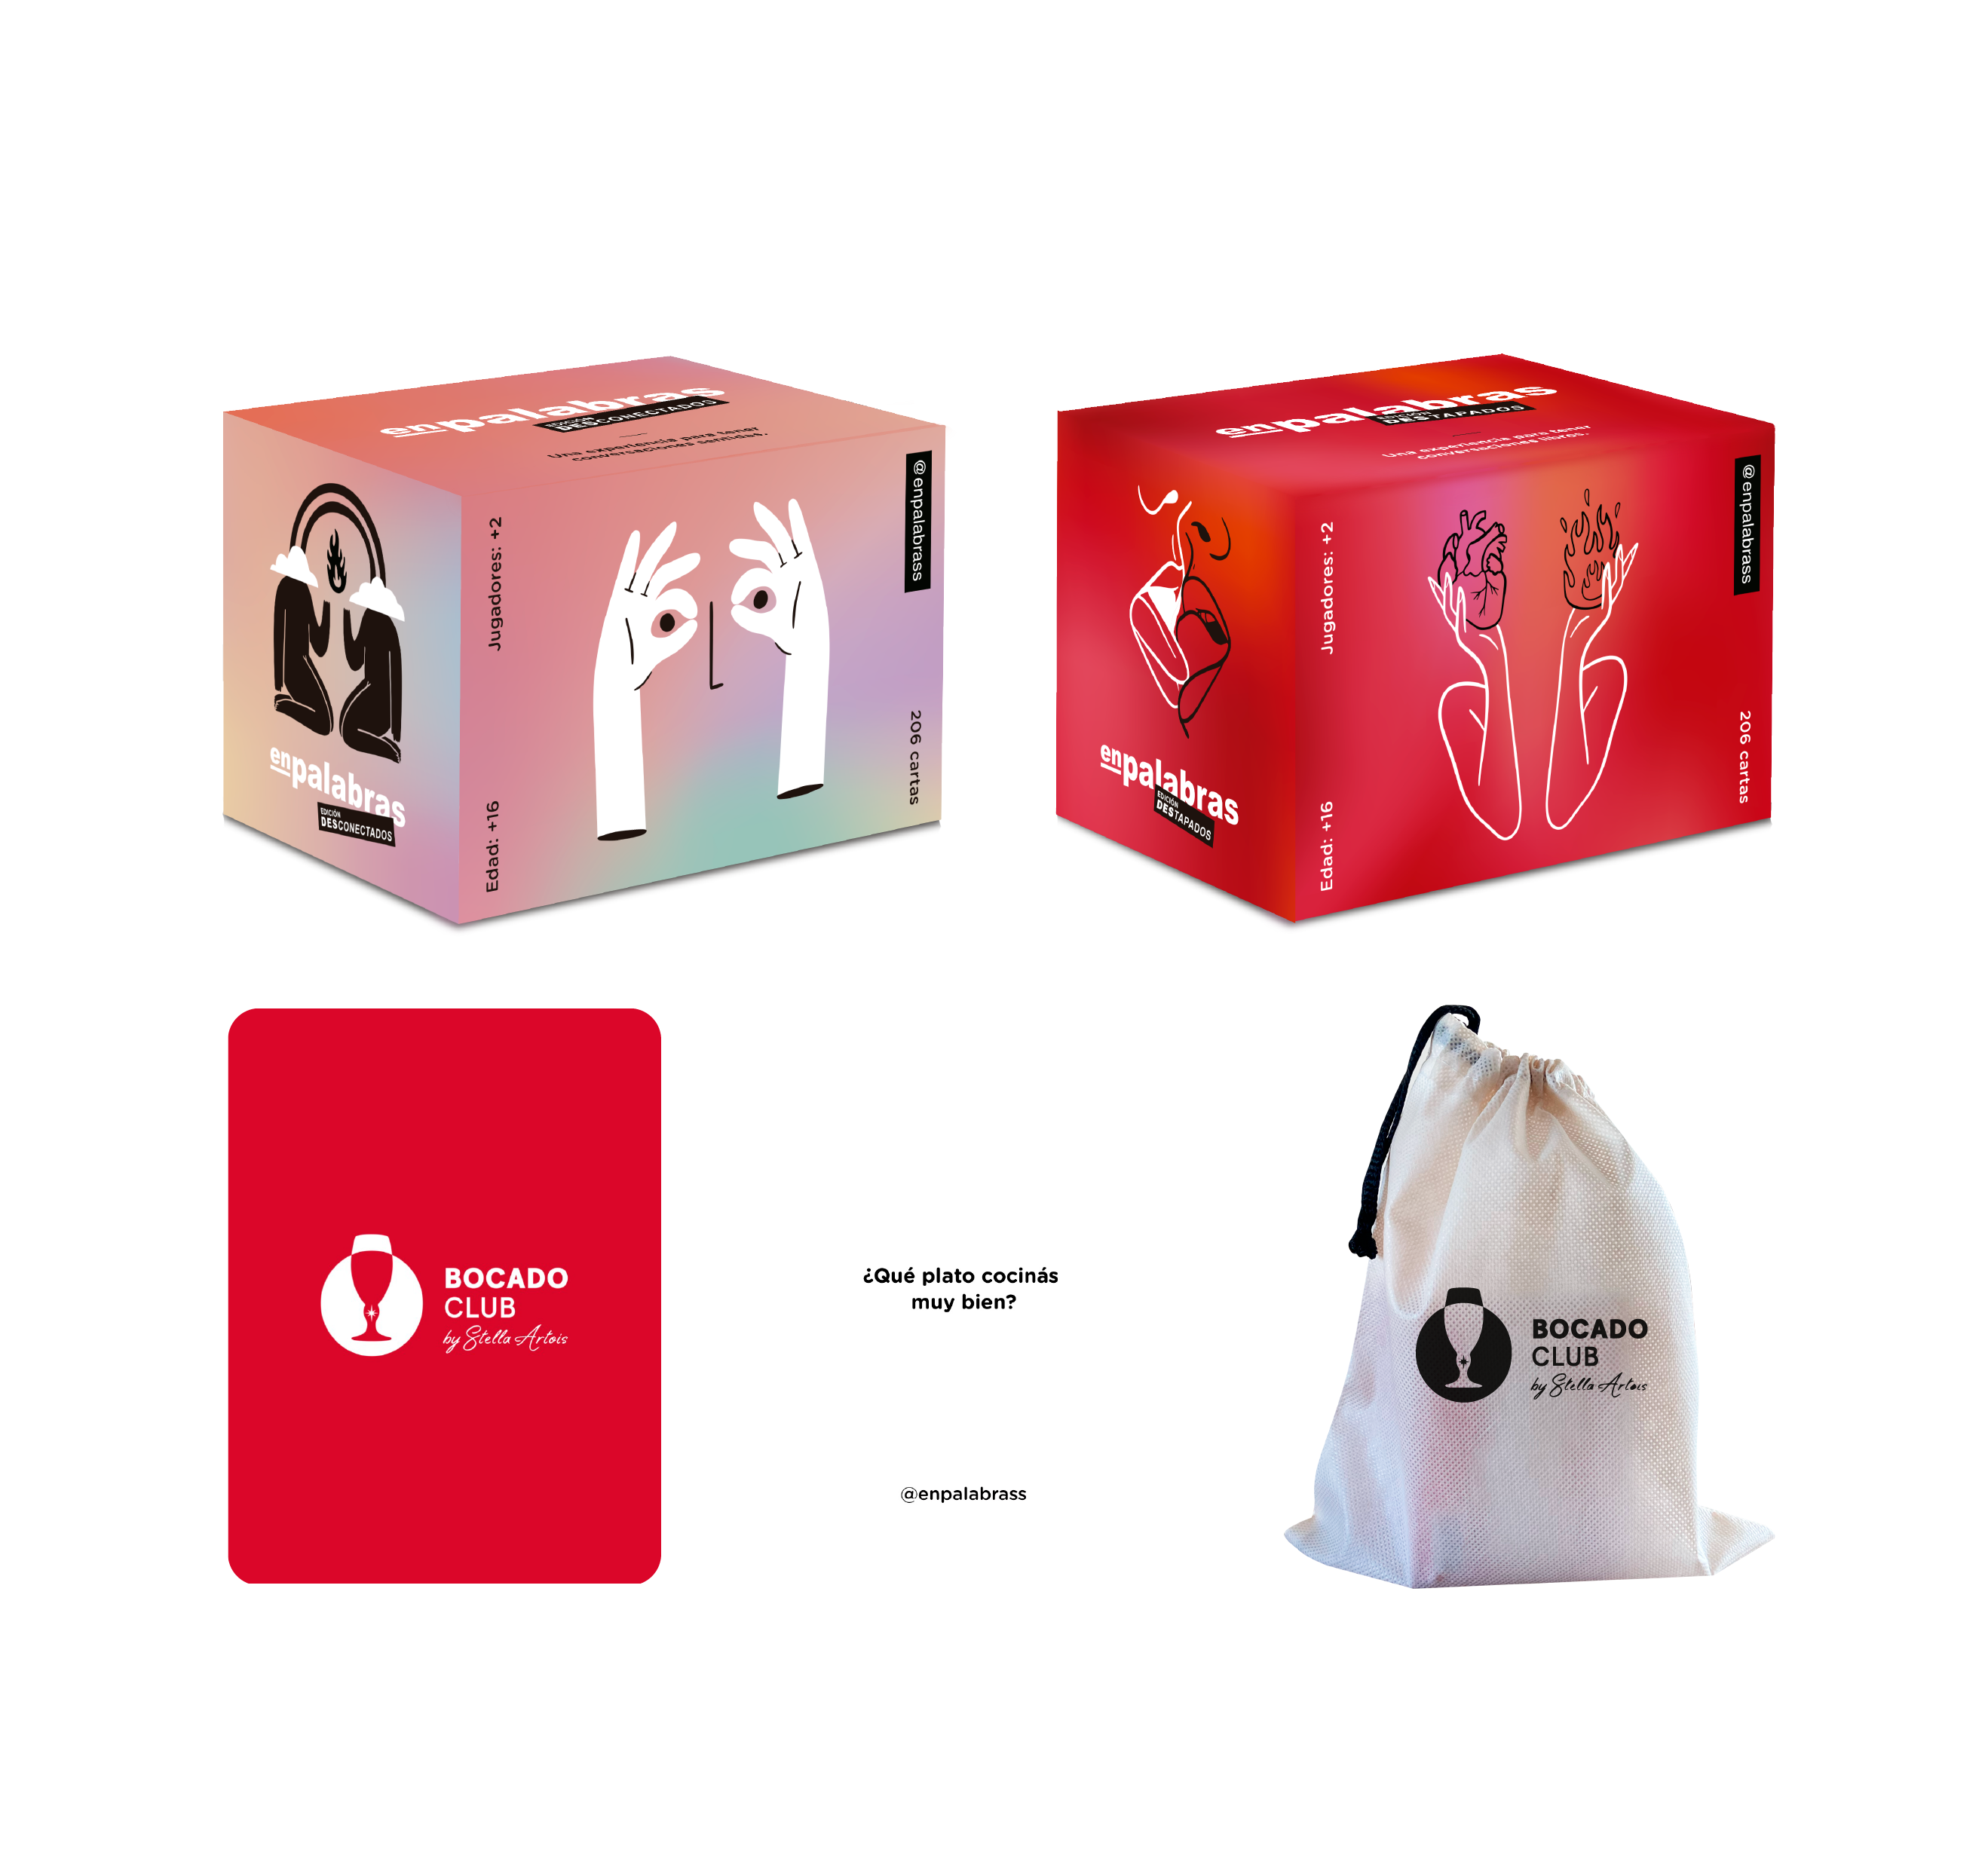 enpalabras
EDICIÓN
DESCONECTADOS
Una experiencia para tener
conversaciones sentidas.
enpalabras
EDICIÓN
DESCONECTADOS
Jugadores: +2
Edad: +16
@enpalabrass
206 cartas
enpalabras
EDICIÓN
DESTAPADOS
Una experiencia para tener
conversaciones libres.
enpalabras
EDICIÓN
DESTAPADOS
Jugadores: +2
Edad: +16
@enpalabrass
206 cartas
BOCADO
CLUB
by Stella Artois
¿Qué plato cocinás
muy bien?
@enpalabrass
BOCADO
CLUB
by Stella Artois